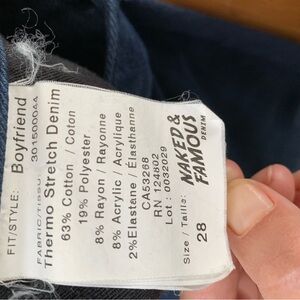 FIT/STYLE: Boyfriend
301500044
FABRIC/TISSU:
Thermo Stretch Denim
63% Cotton / Coton
19% Polyester
8% Rayon / Rayonne
8% Acrylic / Acrylique
2%Elastane / Élasthanne
CA53268
RN 124802
Lot : 0032029
NAKED &
FAMOUS
DENIM
Size / Taille:
28